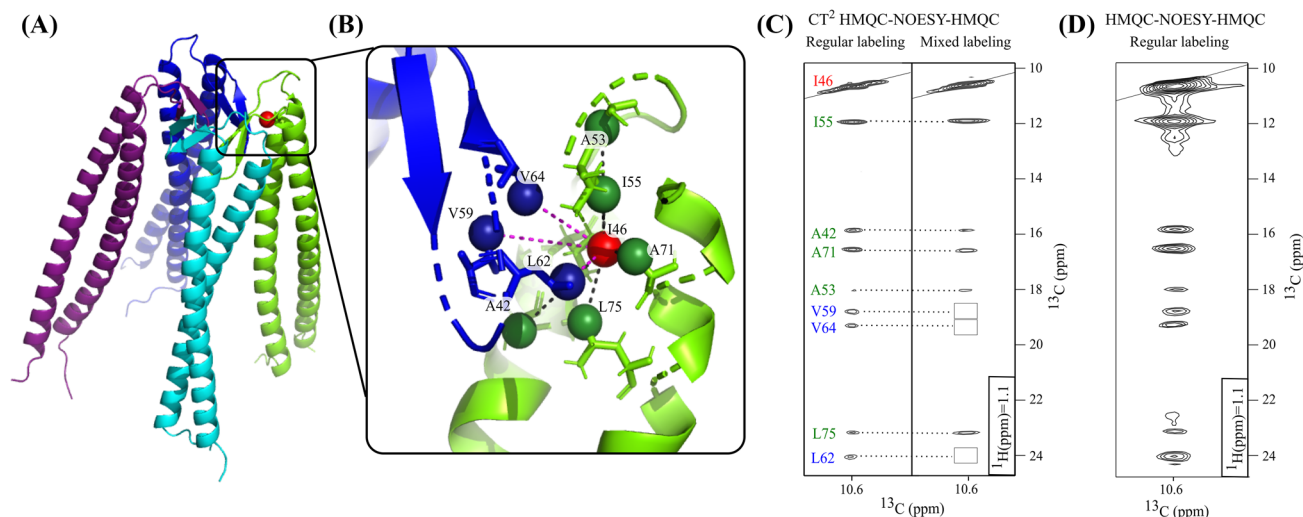 (A)
(B)
A53
V64
I55
V59
I46
A71
L62
A42
L75
(C)
CT2 HMQC-NOESY-HMQC
Regular labeling
Mixed labeling
I46
I55
A42
A71
A53
V59
V64
L75
L62
10
12
14
16
18
20
22
24
13C (ppm)
1H(ppm)=1.1
10.6
10.6
13C (ppm)
(D)
HMQC-NOESY-HMQC
Regular labeling
10
12
14
16
18
20
22
24
13C (ppm)
1H(ppm)=1.1
10.6
13C (ppm)